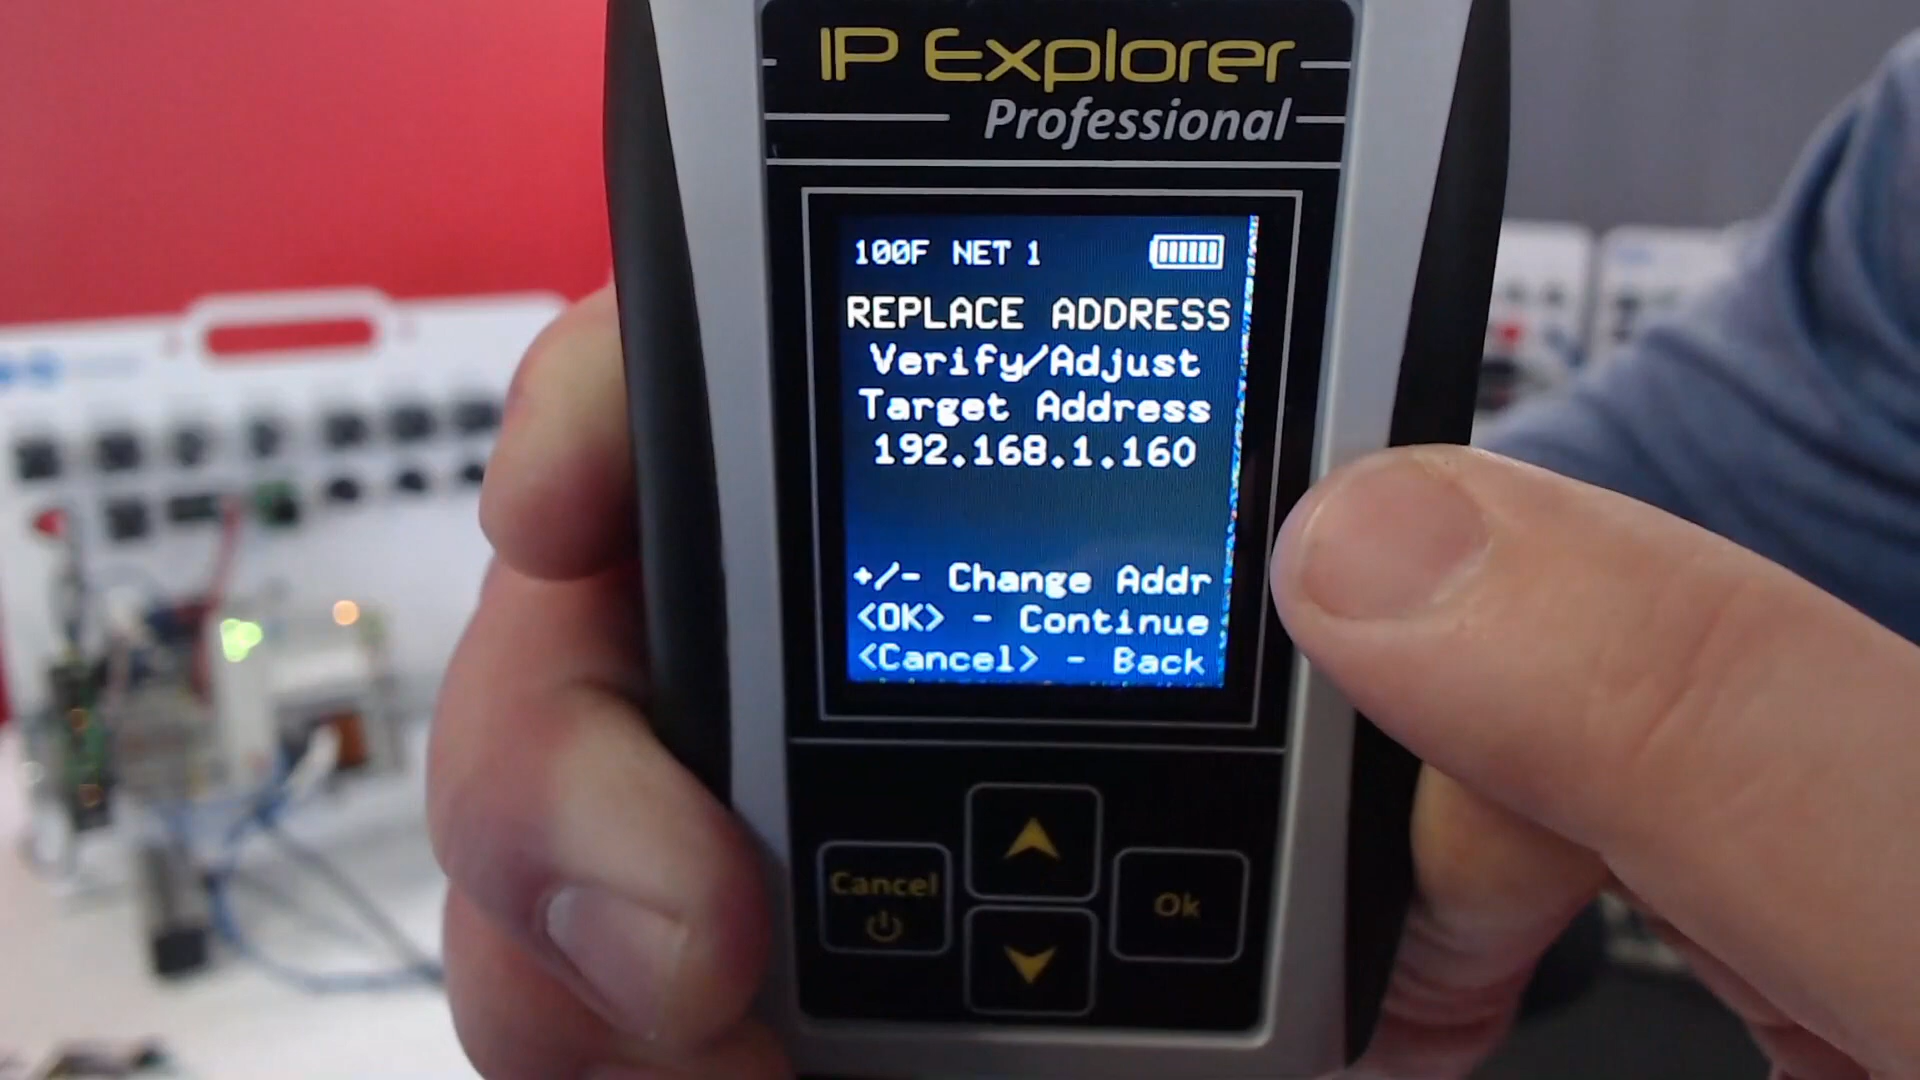 IP Explorer
Professional
100F NET 1
REPLACE ADDRESS
Verify/Adjust
Target Address
192.168.1.160
+/- Change Addr
<OK> - Continue
<Cancel> - Back
Cancel
Ok